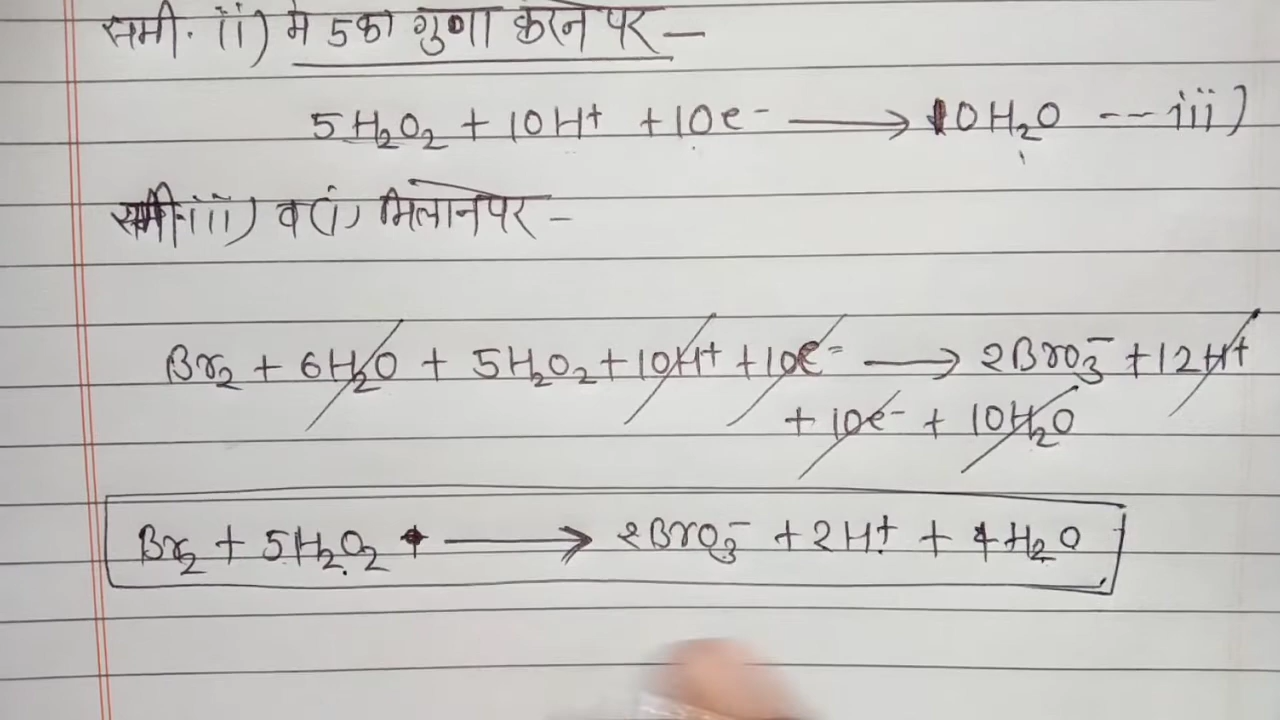 समी. ii) मे 5 का गुणा करने पर —
5H₂O₂ + 10H⁺ + 10e⁻ ⟶ 10H₂O --- iii)
समी. iii) व (i) मिलाने पर –
Br₂ + 6H₂O + 5H₂O₂ + 10H⁺ + 10e⁻ ⟶ 2BrO₃⁻ + 12H⁺
+ 10e⁻ + 10H₂O
Br₂ + 5H₂O₂ ⟶ 2BrO₃⁻ + 2H⁺ + 4H₂O